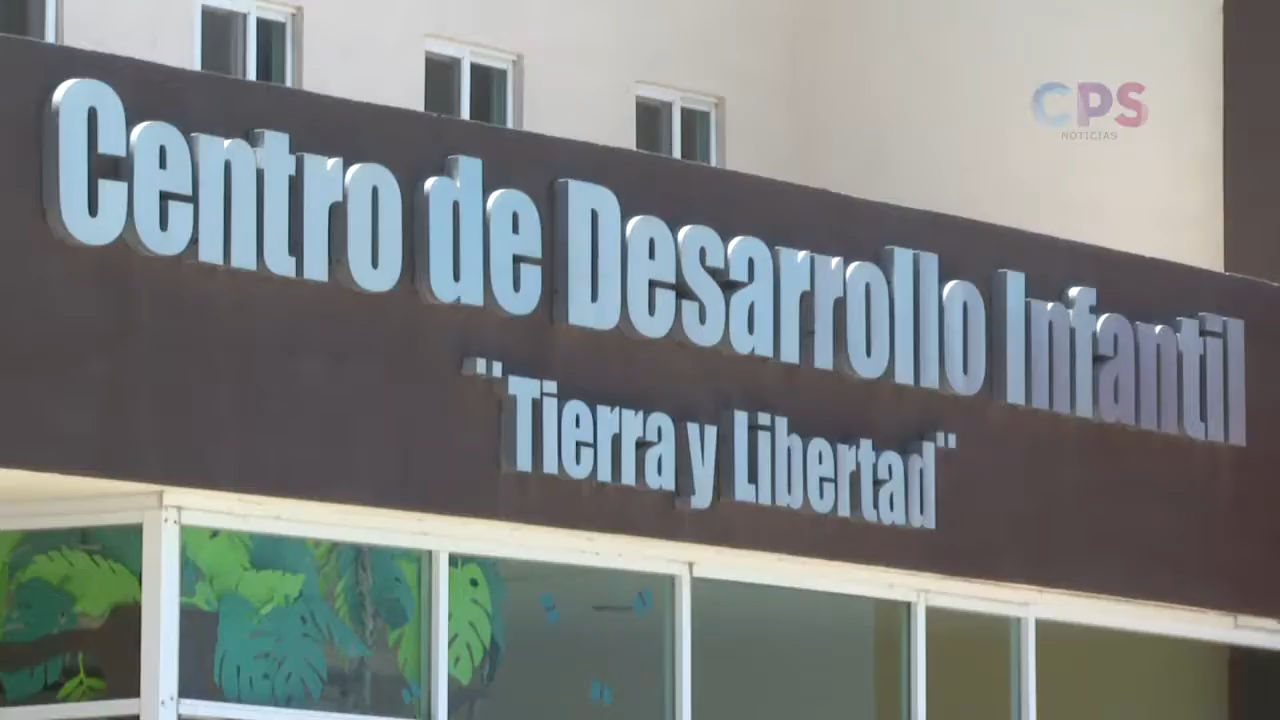 CPS
NOTICIAS
Centro de Desarrollo Infantil
¨Tierra y Libertad¨